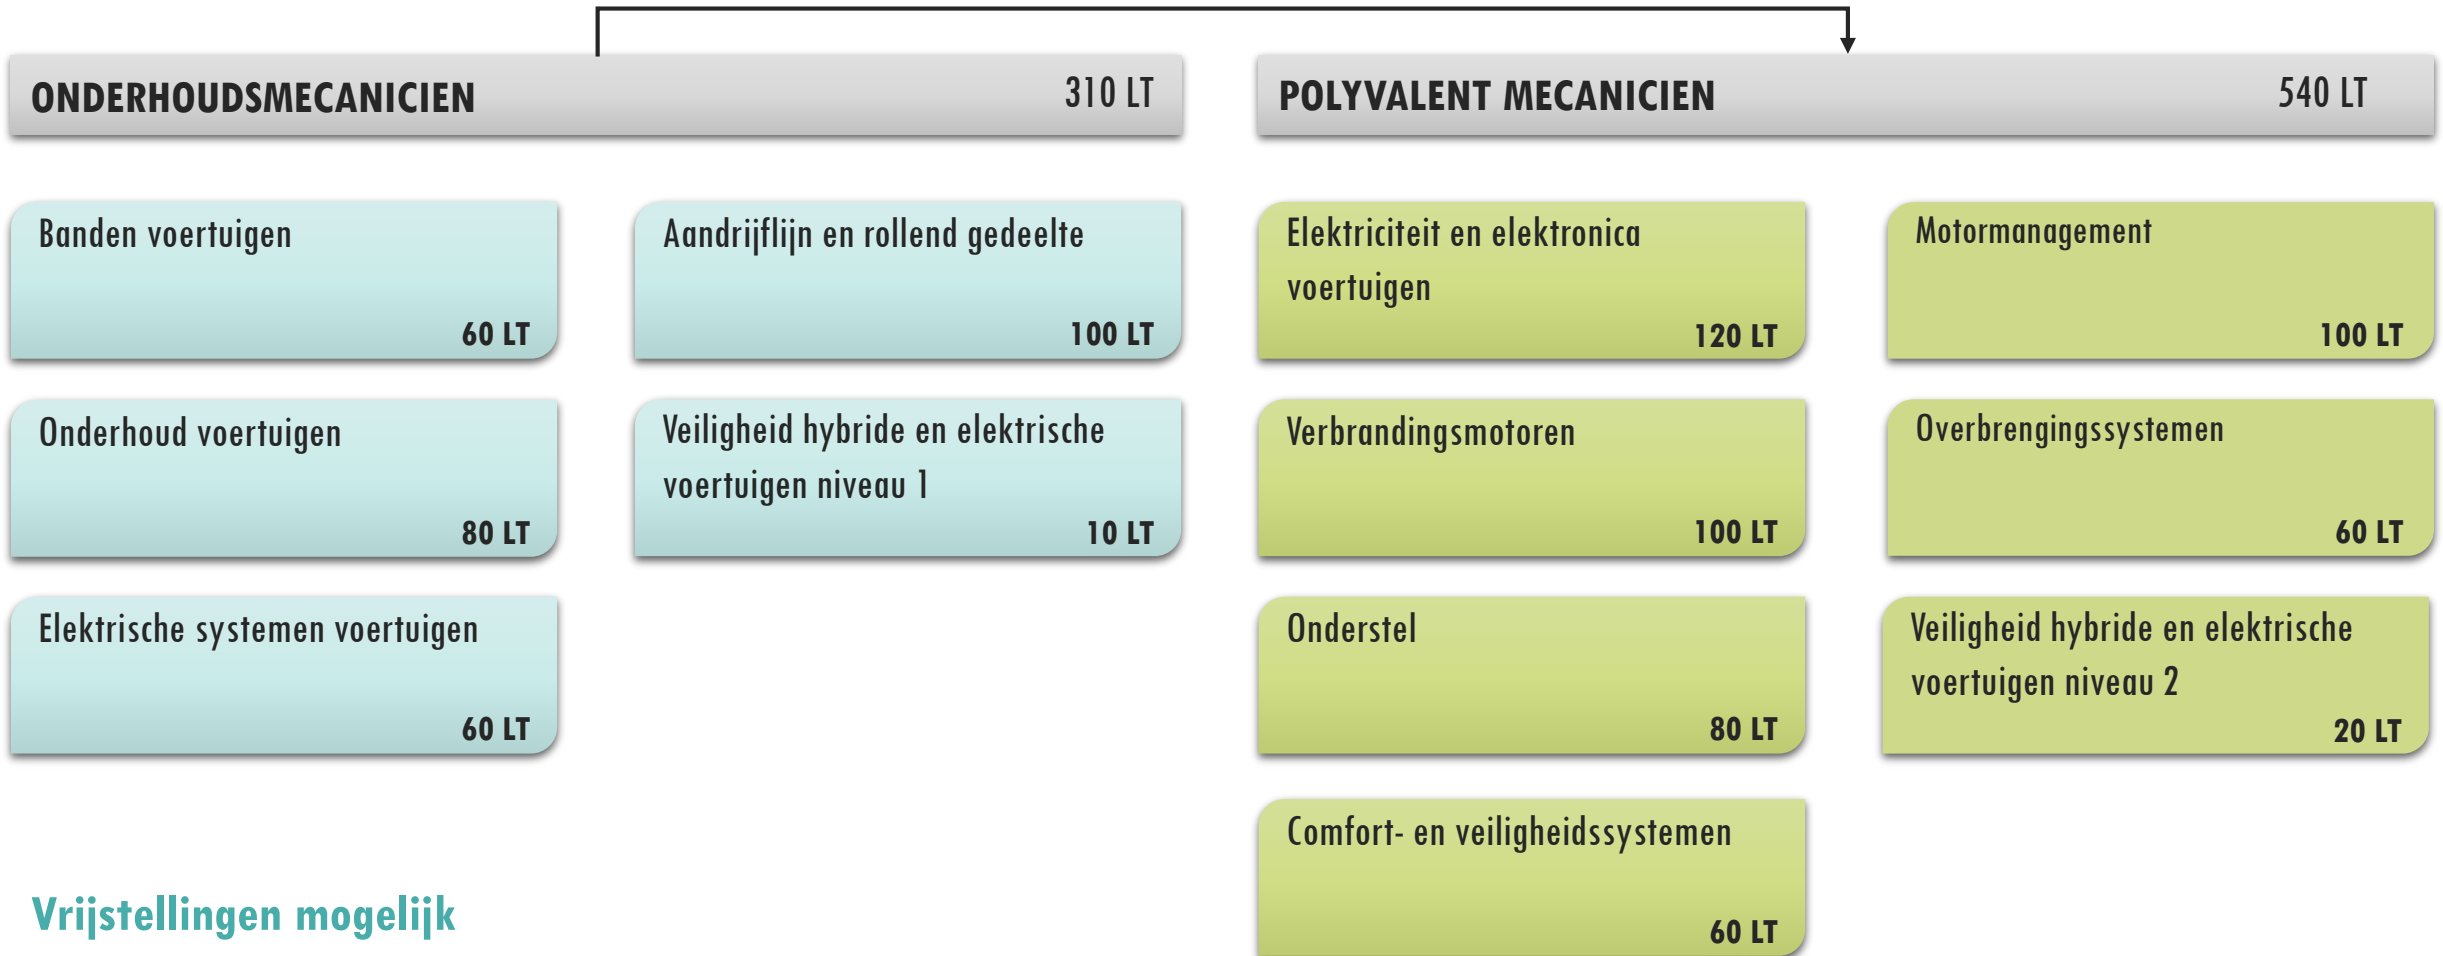 ONDERHOUDSMECANICIEN 310 LT
Banden voertuigen
60 LT
Aandrijflijn en rollend gedeelte
100 LT
Onderhoud voertuigen
80 LT
Veiligheid hybride en elektrische
voertuigen niveau 1
10 LT
Elektrische systemen voertuigen
60 LT
Vrijstellingen mogelijk
POLYVALENT MECANICIEN 540 LT
Elektriciteit en elektronica
voertuigen
120 LT
Motormanagement
100 LT
Verbrandingsmotoren
100 LT
Overbrengingssystemen
60 LT
Onderstel
80 LT
Veiligheid hybride en elektrische
voertuigen niveau 2
20 LT
Comfort- en veiligheidssystemen
60 LT